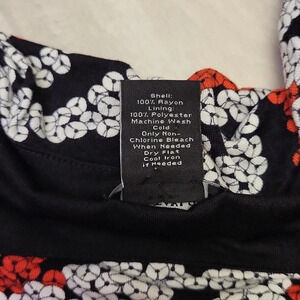 Shell:
100% Rayon
Lining:
100% Polyester
Machine Wash
Cold
Only Non-
Chlorine Bleach
When Needed
Dry Flat
Cool Iron
if Needed